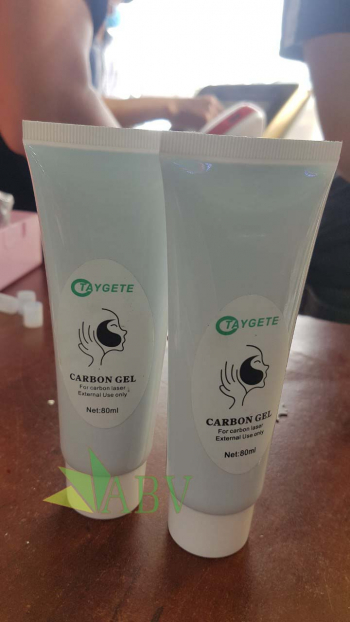 TAYGETE
CARBON GEL
For carbon laser
External Use only
Net:80ml
TAYGETE
CARBON GEL
For carbon laser
External Use only
Net:80ml
ABV